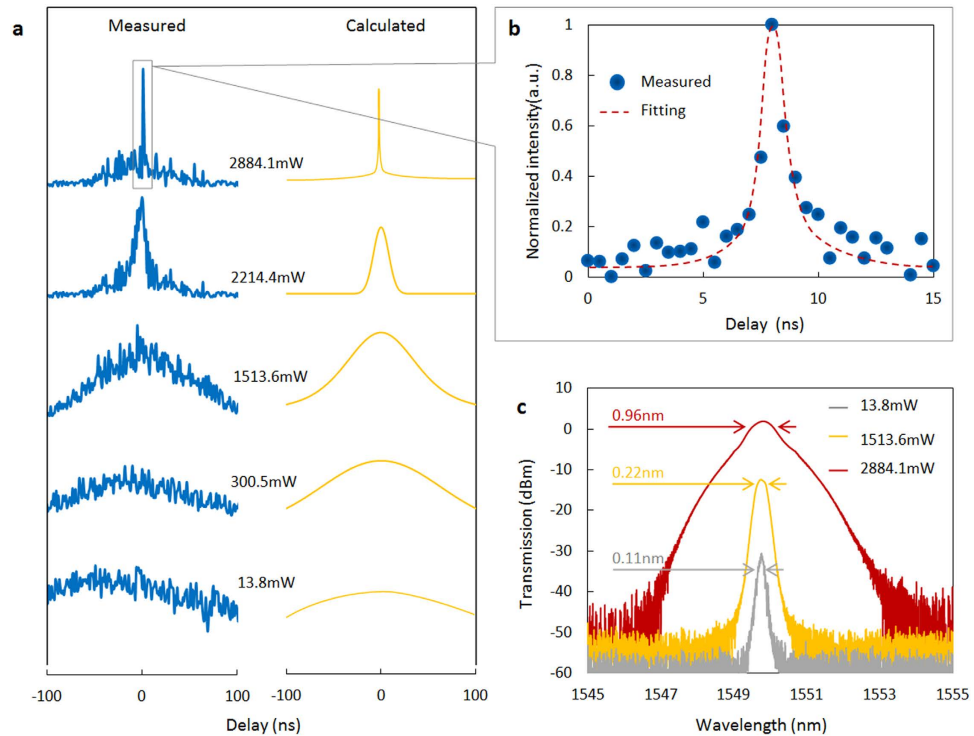 a
Measured
Calculated
2884.1mW
2214.4mW
1513.6mW
300.5mW
13.8mW
-100
0
100
-100
0
100
Delay (ns)
b
Normalized intensity(a.u.)
1
0.8
0.6
0.4
0.2
0
Measured
Fitting
0
5
10
15
Delay (ns)
c
Transmission (dBm)
10
0
-10
-20
-30
-40
-50
-60
0.96nm
0.22nm
0.11nm
13.8mW
1513.6mW
2884.1mW
1545
1547
1549
1551
1553
1555
Wavelength (nm)